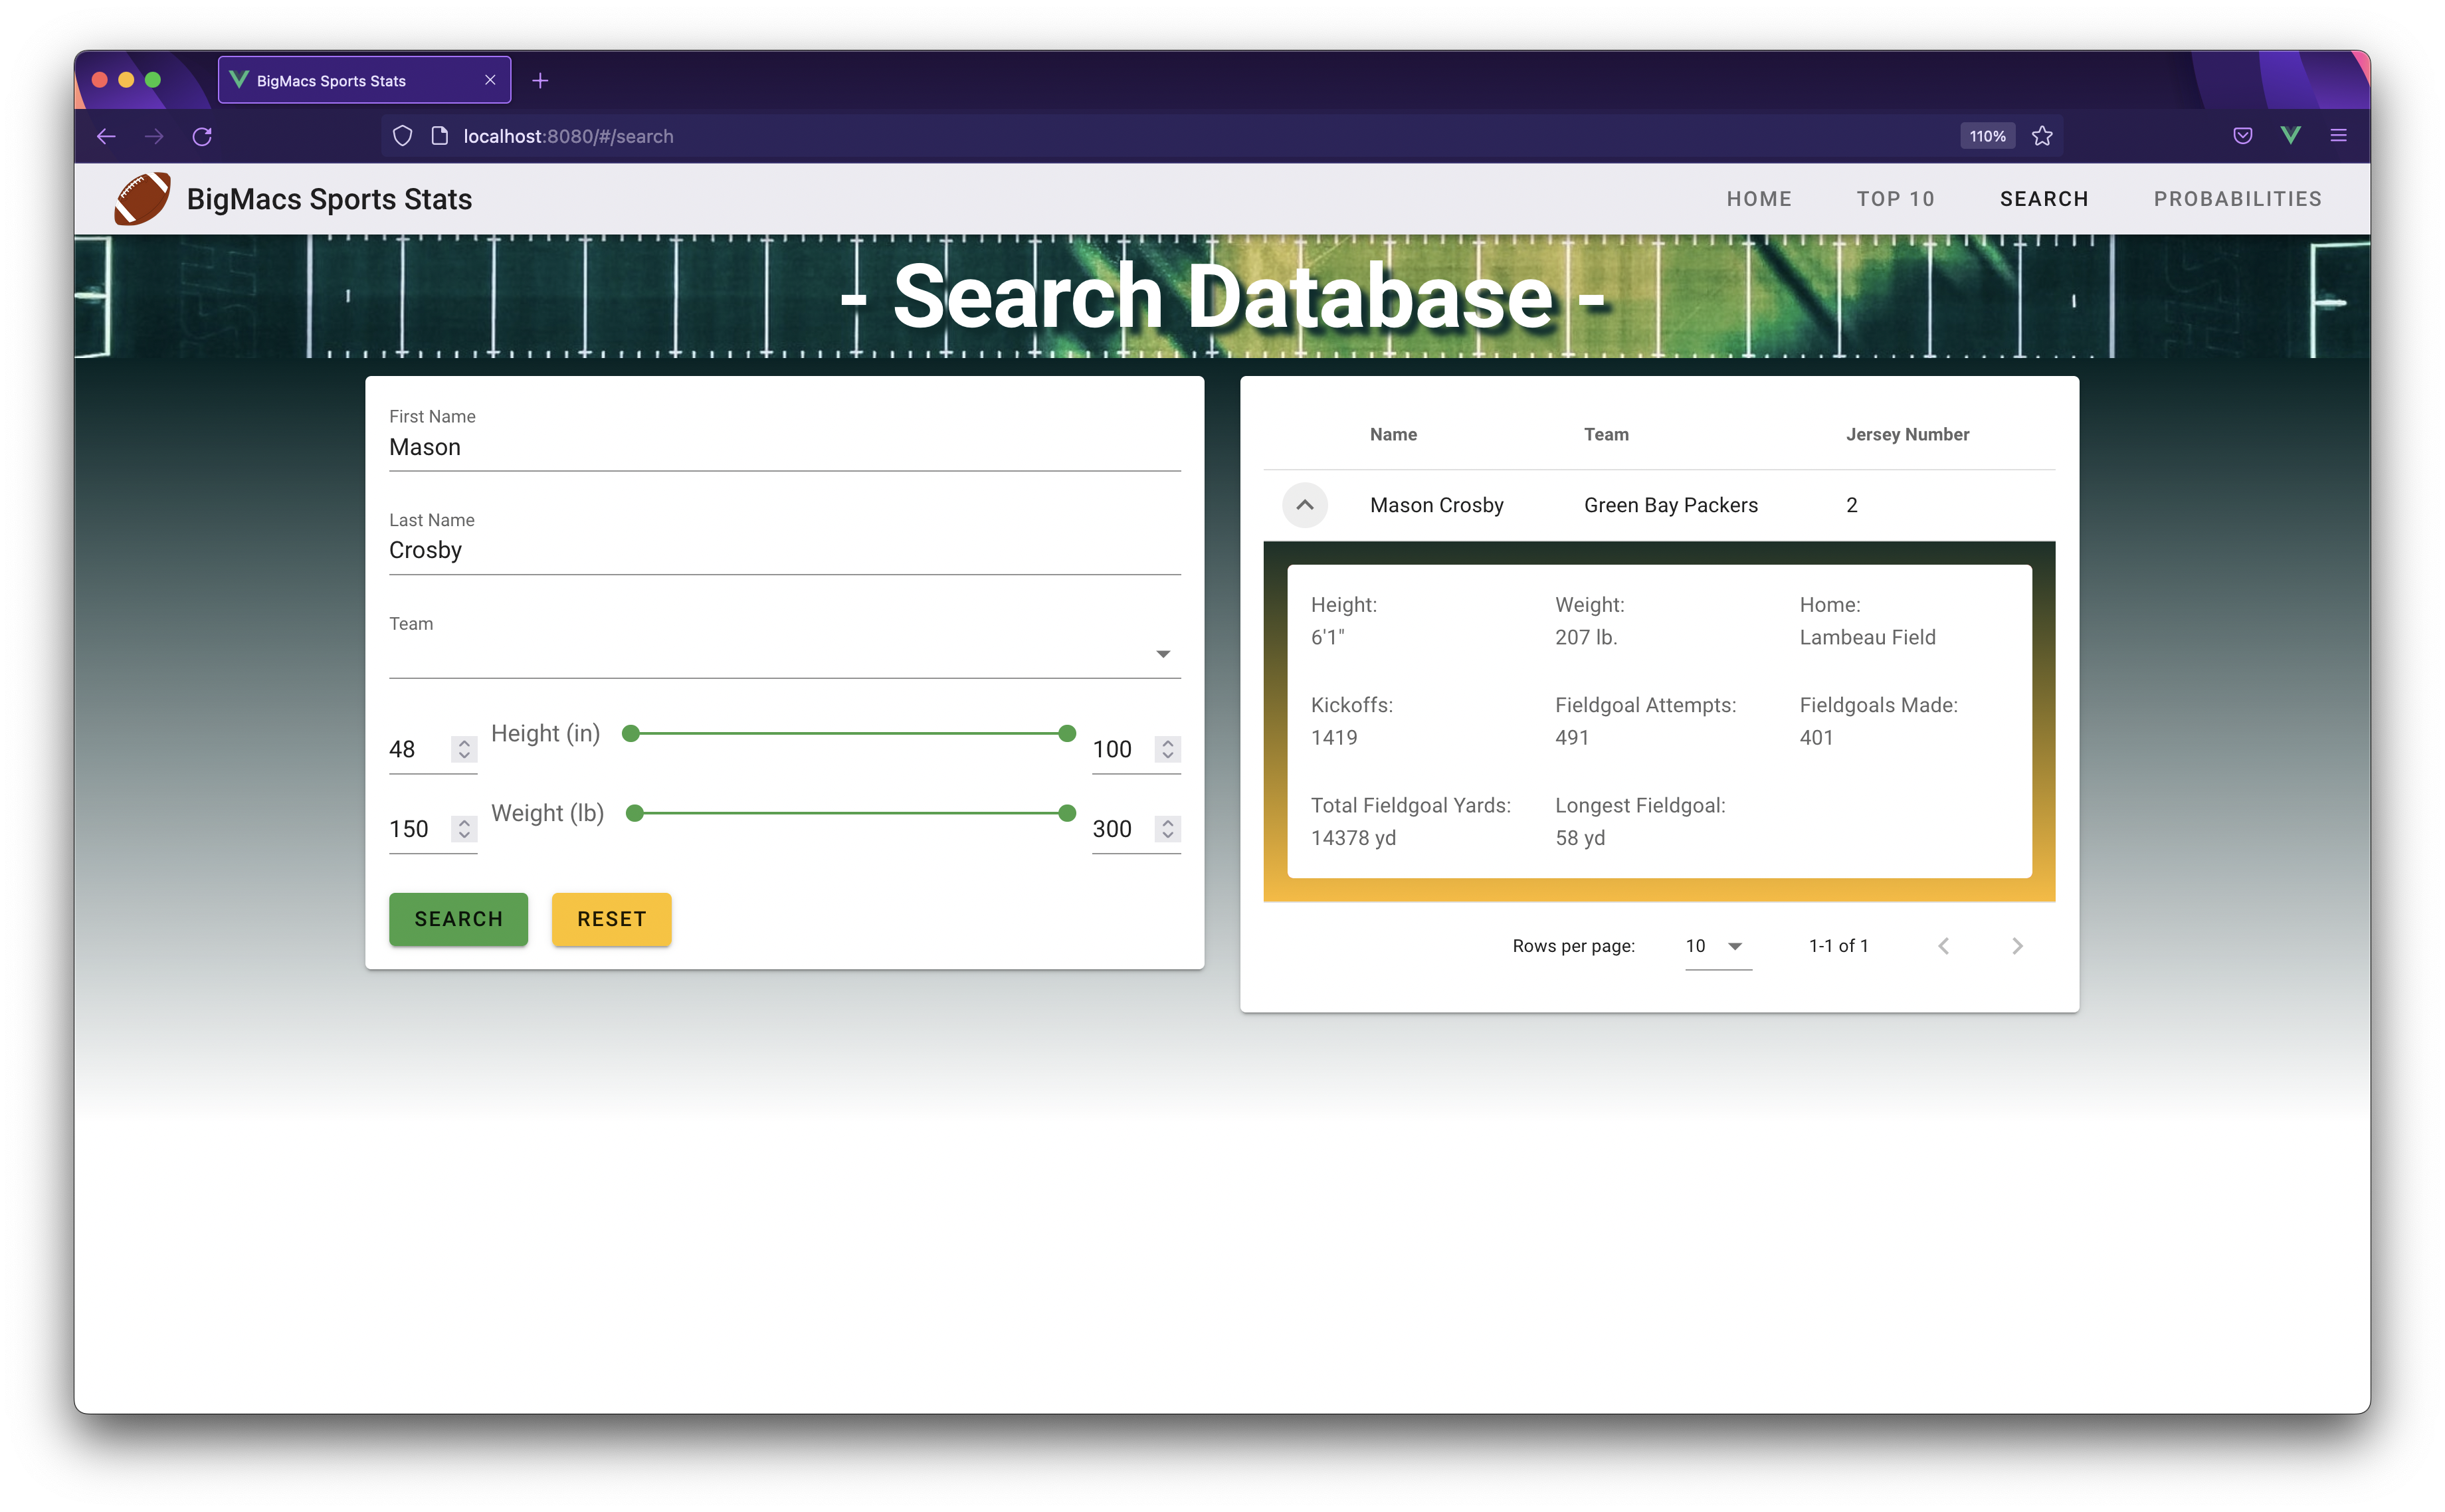 BigMacs Sports Stats
localhost:8080/#/search
110%
BigMacs Sports Stats
HOME
TOP 10
SEARCH
PROBABILITIES
- Search Database -
First Name
Mason
Last Name
Crosby
Team
48
Height (in)
100
150
Weight (lb)
300
SEARCH
RESET
Name
Team
Jersey Number
Mason Crosby
Green Bay Packers
2
Height:
6'1"
Weight:
207 lb.
Home:
Lambeau Field
Kickoffs:
1419
Fieldgoal Attempts:
491
Fieldgoals Made:
401
Total Fieldgoal Yards:
14378 yd
Longest Fieldgoal:
58 yd
Rows per page:
10
1-1 of 1